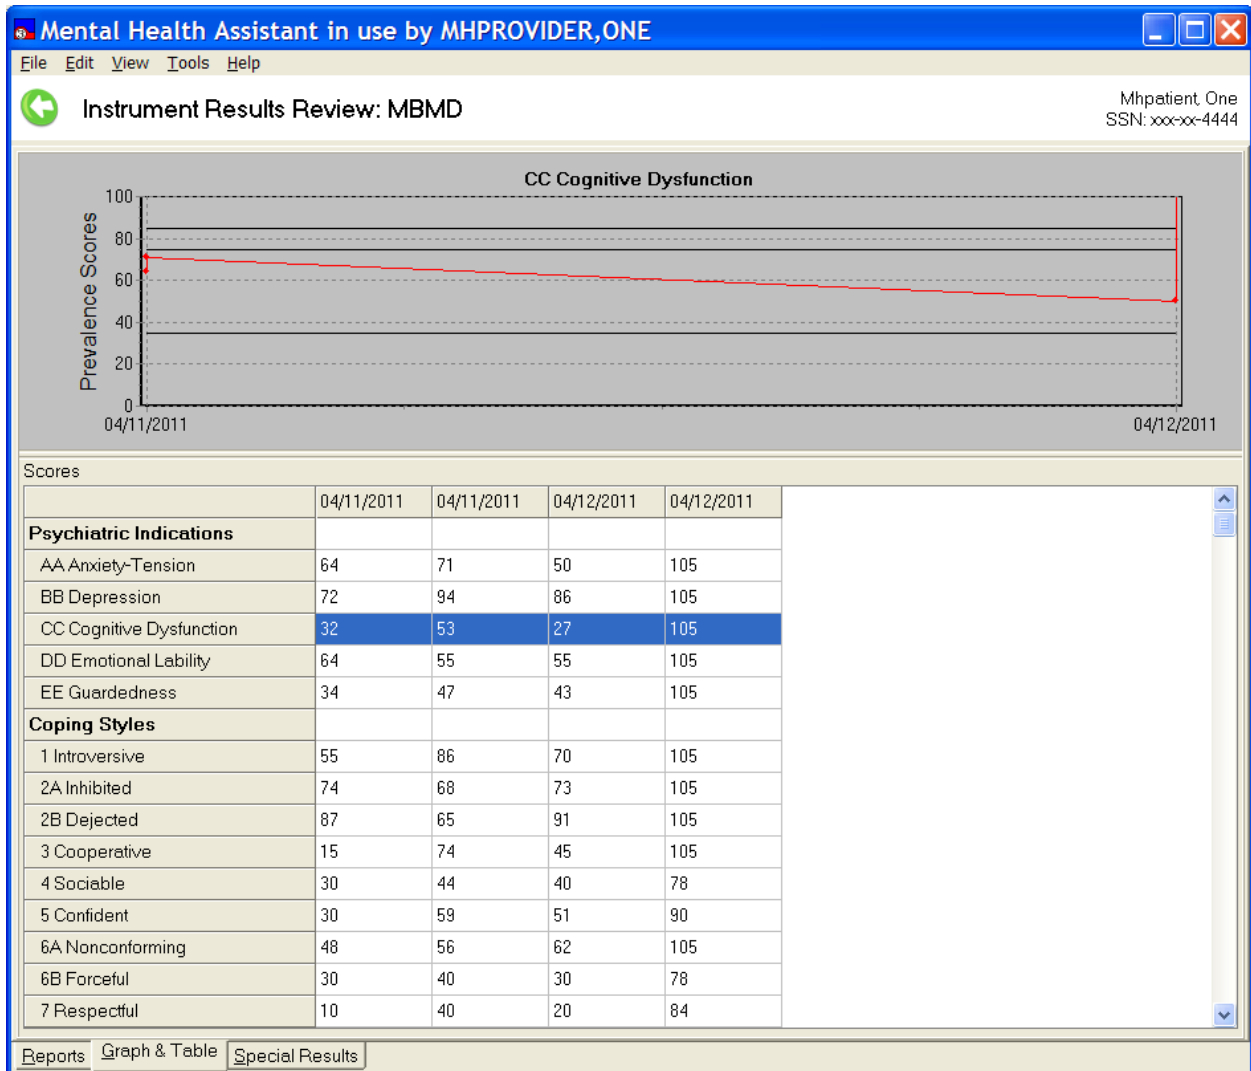 Mental Health Assistant in use by MHPROVIDER,ONE
File Edit View Tools Help
Instrument Results Review: MBMD
Mhpatient, One
SSN: xxx-xx-4444
CC Cognitive Dysfunction
Prevalence Scores
100
80
60
40
20
0
04/11/2011 04/12/2011
Scores
04/11/2011 04/11/2011 04/12/2011 04/12/2011
Psychiatric Indications
AA Anxiety-Tension 64 71 50 105
BB Depression 72 94 86 105
CC Cognitive Dysfunction 32 53 27 105
DD Emotional Lability 64 55 55 105
EE Guardedness 34 47 43 105
Coping Styles
1 Introversive 55 86 70 105
2A Inhibited 74 68 73 105
2B Dejected 87 65 91 105
3 Cooperative 15 74 45 105
4 Sociable 30 44 40 78
5 Confident 30 59 51 90
6A Nonconforming 48 56 62 105
6B Forceful 30 40 30 78
7 Respectful 10 40 20 84
Reports Graph & Table Special Results